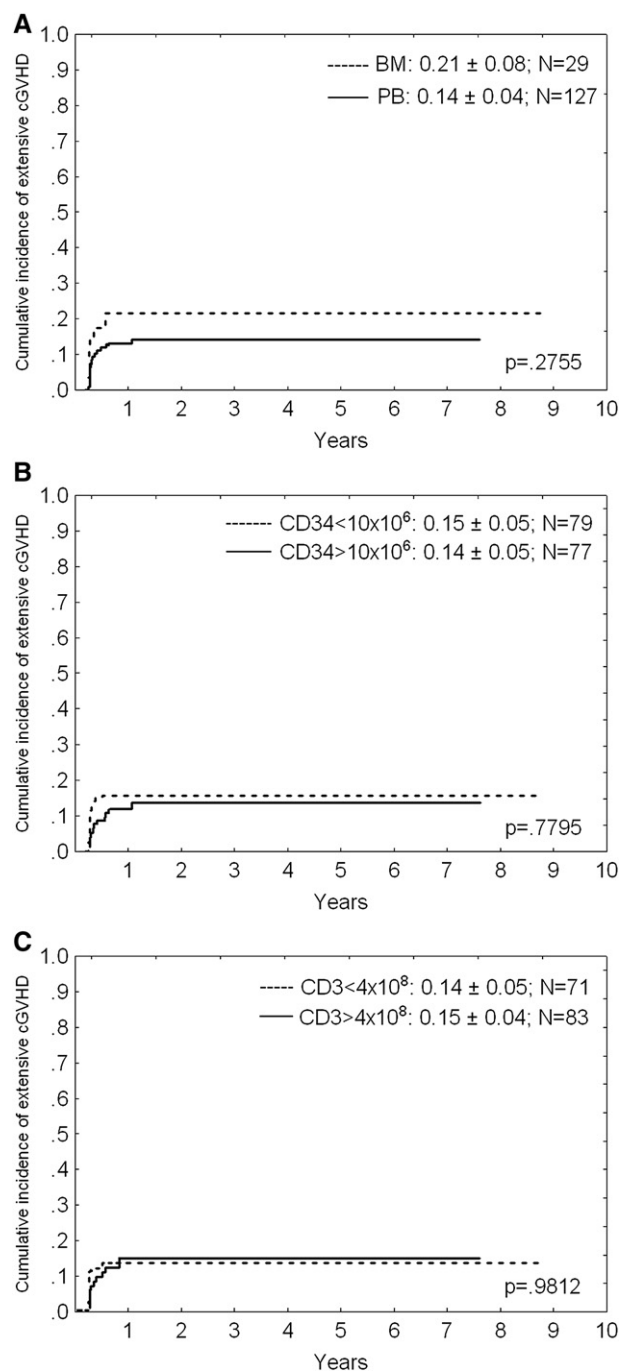 A
Cumulative incidence of extensive cGVHD
1.0
.9
.8
.7
.6
.5
.4
.3
.2
.1
.0
BM: 0.21 ± 0.08; N=29
PB: 0.14 ± 0.04; N=127
p=.2755
1 2 3 4 5 6 7 8 9 10
Years
B
Cumulative incidence of extensive cGVHD
1.0
.9
.8
.7
.6
.5
.4
.3
.2
.1
.0
CD34<10x10⁶: 0.15 ± 0.05; N=79
CD34>10x10⁶: 0.14 ± 0.05; N=77
p=.7795
1 2 3 4 5 6 7 8 9 10
Years
C
Cumulative incidence of extensive cGVHD
1.0
.9
.8
.7
.6
.5
.4
.3
.2
.1
.0
CD3<4x10⁸: 0.14 ± 0.05; N=71
CD3>4x10⁸: 0.15 ± 0.04; N=83
p=.9812
1 2 3 4 5 6 7 8 9 10
Years